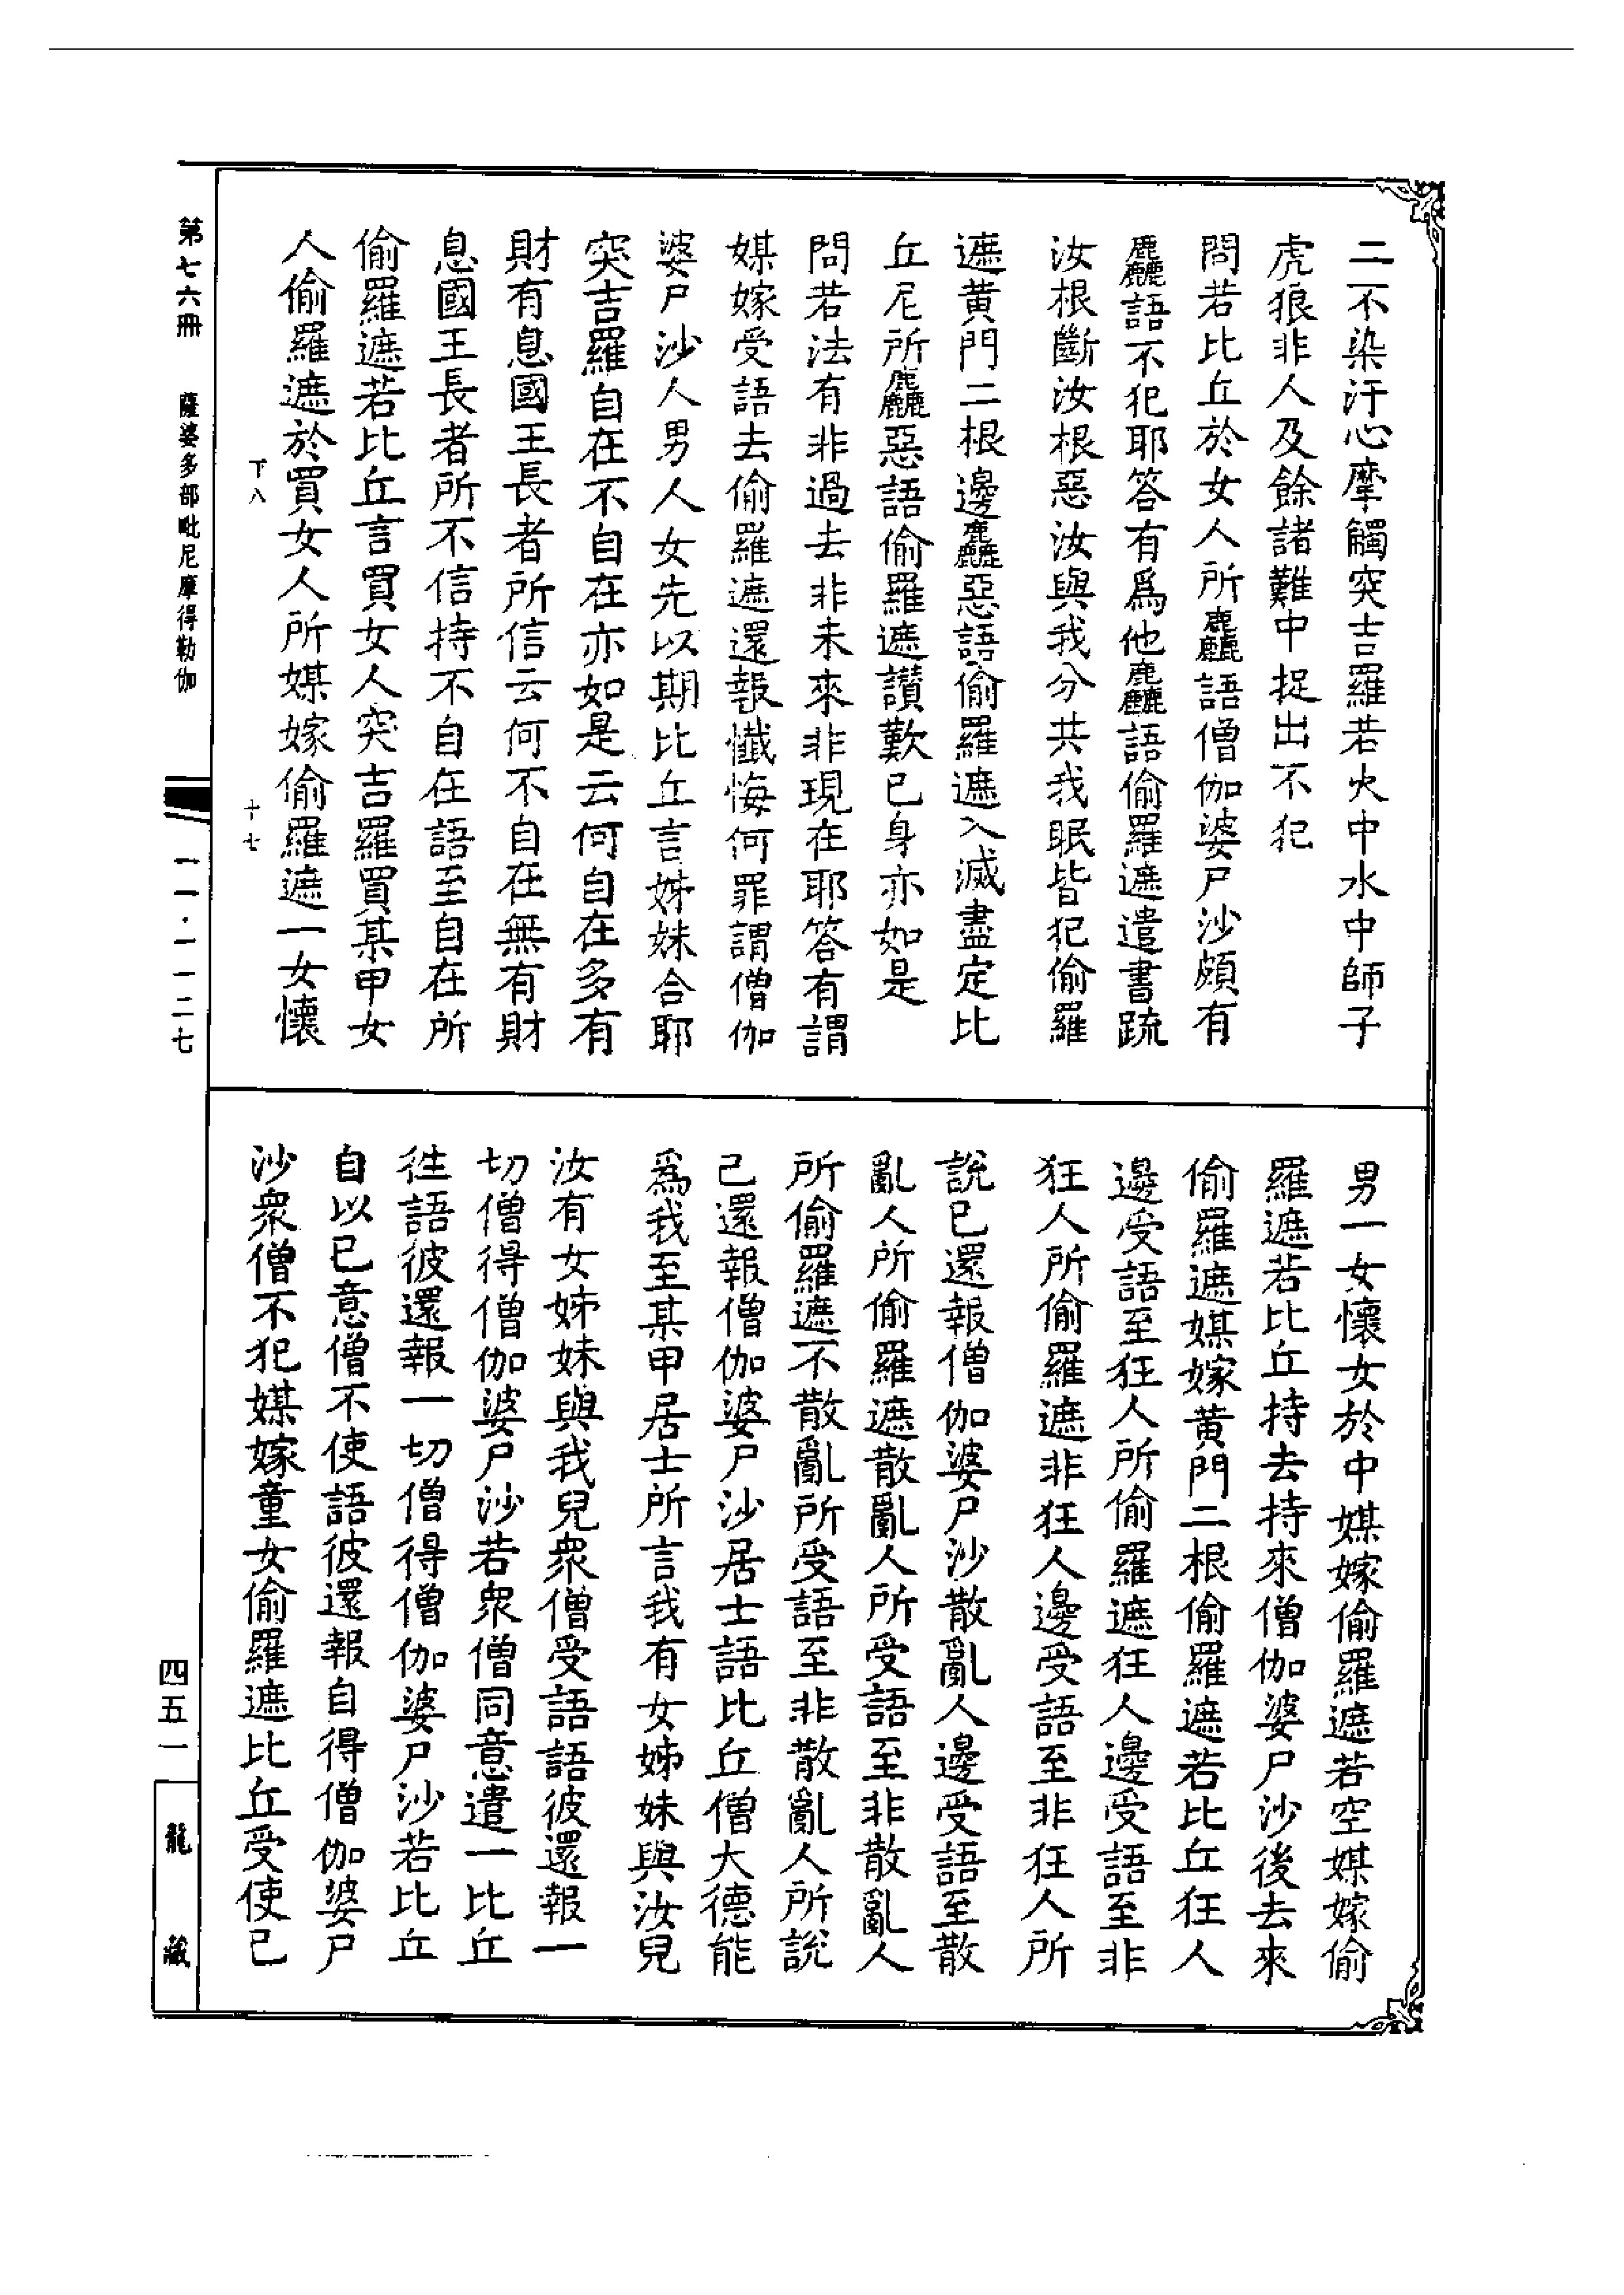 二不染汙心摩觸突吉羅若火中水中師子
虎狼非人及餘諸難中捉出不犯
問若比丘於女人所麤語僧伽婆尸沙頗有
麤語不犯耶答有爲他麤語偷羅遮遣書䟽
汝根斷汝根惡汝與我分共我眠皆犯偷羅
遮黄門二根邊麤惡語偷羅遮入滅盡定比
丘尼所麤惡語偷羅遮讃歎已身亦如是
問若法有非過去非未來非現在耶答有謂
媒嫁受語去偷羅遮還報懺悔何罪謂僧伽
婆尸沙人男人女先以期比丘言姊妹合耶
突吉羅自在不自在亦如是云何自在多有
財有息國王長者所信云何不自在無有財
息國王長者所不信持不自在語至自在所
偷羅遮若比丘言買女人突吉羅買某甲女
人偷羅遮於買女人所媒嫁偷羅遮一女懷
男一女懷女於中媒嫁偷羅遮若空媒嫁偷
羅遮若比丘持去持來僧伽婆尸沙後去來
偷羅遮媒嫁黄門二根偷羅遮若比丘狂人
邊受語至狂人所偷羅遮狂人邊受語至非
狂人所偷羅遮非狂人邊受語至非狂人所
說已還報僧伽婆尸沙散亂人邊受語至散
亂人所偷羅遮散亂人所受語至非散亂人
所偷羅遮不散亂所受語至非散亂人所說
已還報僧伽婆尸沙居士語比丘僧大德能
爲我至某甲居士所言我有女姊妹與汝兒
汝有女姊妹與我兒衆僧受語語彼還報一
切僧得僧伽婆尸沙若衆僧同意遣一比丘
徃語彼還報一切僧得僧伽婆尸沙若比丘
自以已意僧不使語彼還報自得僧伽婆尸
沙衆僧不犯媒嫁童女偷羅遮比丘受使已
第七六冊 薩婆多部毗尼摩得勒伽
下八 十七
一一·一一二七
四五一
龍藏